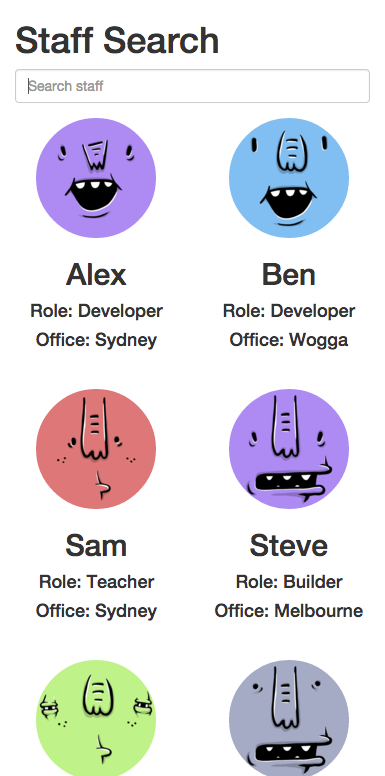 Staff Search
Search staff
Alex
Role: Developer
Office: Sydney
Ben
Role: Developer
Office: Wogga
Sam
Role: Teacher
Office: Sydney
Steve
Role: Builder
Office: Melbourne